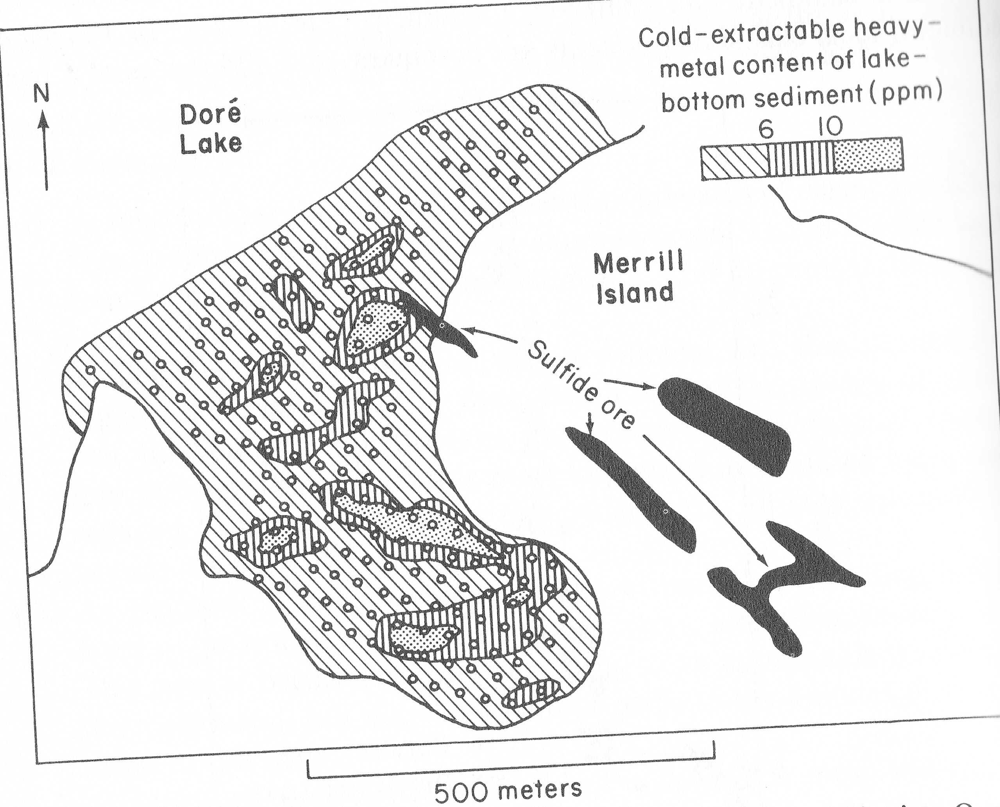 Cold-extractable heavy-
metal content of lake-
bottom sediment (ppm)
6 10
N
Doré
Lake
Merrill
Island
Sulfide ore
500 meters